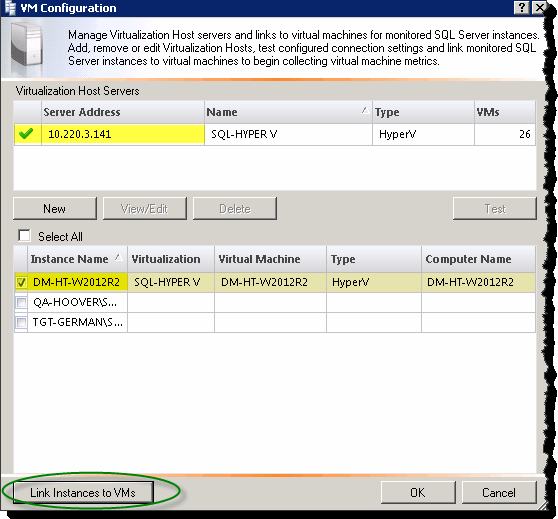 VM Configuration
Manage Virtualization Host servers and links to virtual machines for monitored SQL Server instances.
Add, remove or edit Virtualization Hosts, test configured connection settings and link monitored SQL
Server instances to virtual machines to begin collecting virtual machine metrics.
Virtualization Host Servers
Server Address Name Type VMs
10.220.3.141 SQL-HYPER V HyperV 26
New View/Edit Delete Test
Select All
Instance Name Virtualization Virtual Machine Type Computer Name
DM-HT-W2012R2 SQL-HYPER V DM-HT-W2012R2 HyperV DM-HT-W2012R2
QA-HOOVER\S...
TGT-GERMAN\S...
Link Instances to VMs OK Cancel